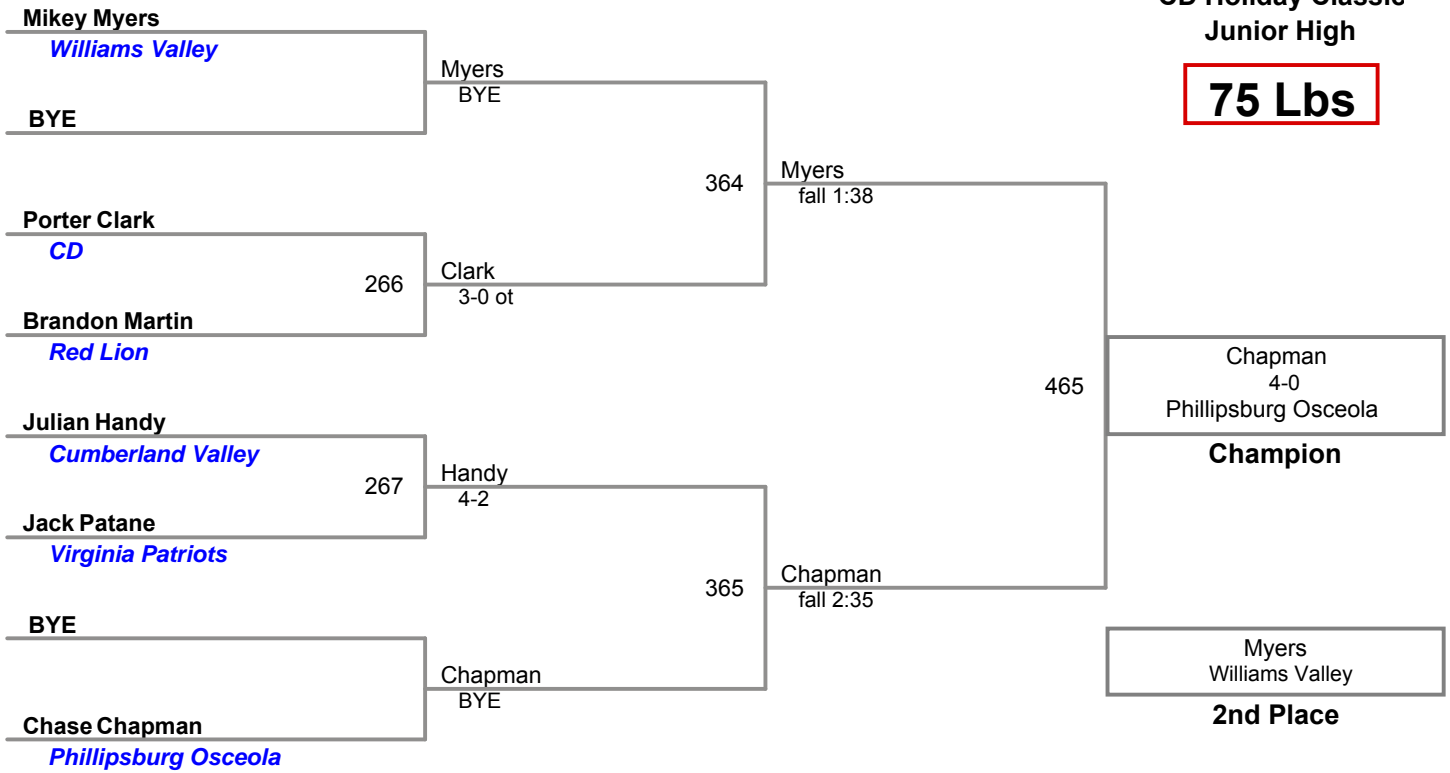 CD Holiday Classic
Junior High
75 Lbs
Mikey Myers
Williams Valley
BYE
Porter Clark
CD
Brandon Martin
Red Lion
Julian Handy
Cumberland Valley
Jack Patane
Virginia Patriots
BYE
Chase Chapman
Phillipsburg Osceola
Myers
BYE
266
Clark
3-0 ot
267
Handy
4-2
Chapman
BYE
364
Myers
fall 1:38
365
Chapman
fall 2:35
465
Chapman
4-0
Phillipsburg Osceola
Champion
Myers
Williams Valley
2nd Place